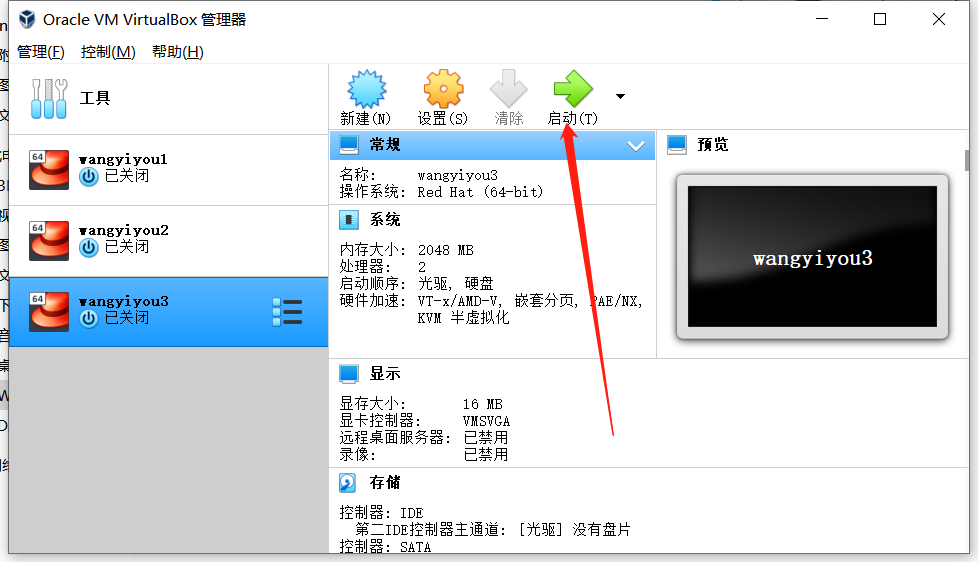 Oracle VM VirtualBox 管理器
管理(F) 控制(M) 帮助(H)
工具
新建(N) 设置(S) 清除 启动(T)
64
wangyiyou1
已关闭
64
wangyiyou2
已关闭
64
wangyiyou3
已关闭
常规
名称: wangyiyou3
操作系统: Red Hat (64-bit)
预览
wangyiyou3
系统
内存大小: 2048 MB
处理器: 2
启动顺序: 光驱, 硬盘
硬件加速: VT-x/AMD-V, 嵌套分页, PAE/NX,
KVM 半虚拟化
显示
显存大小: 16 MB
显卡控制器: VMSVGA
远程桌面服务器: 已禁用
录像: 已禁用
存储
控制器: IDE
第二IDE控制器主通道: [光驱] 没有盘片
控制器: SATA